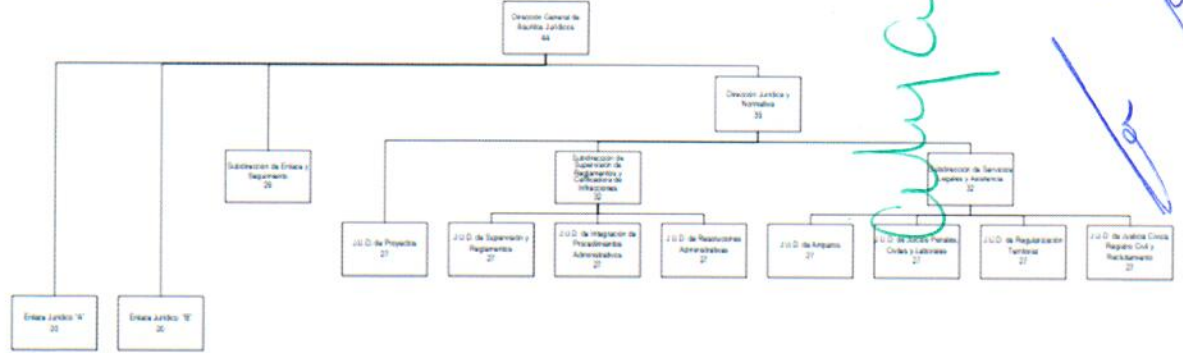 Dirección General de
Asuntos Jurídicos
44
Dirección Jurídica y
Normativa
39
Subdirección de Enlace y
Seguimiento
29
Subdirección de
Supervisión de
Reglamentos y
Calificadora de
Infracciones
32
Subdirección de Servicios
Legales y Asistencia
32
J.U.D. de Proyectos
27
J.U.D. de Supervisión y
Reglamentos
27
J.U.D. de Integración de
Procedimientos
Administrativos
27
J.U.D. de Resoluciones
Administrativas
27
J.U.D. de Amparos
27
J.U.D. de Juicios Penales,
Civiles y Laborales
27
J.U.D. de Regularización
Territorial
27
J.U.D. de Justicia Cívica,
Registro Civil y
Reclutamiento
27
Enlace Jurídico "A"
20
Enlace Jurídico "B"
20